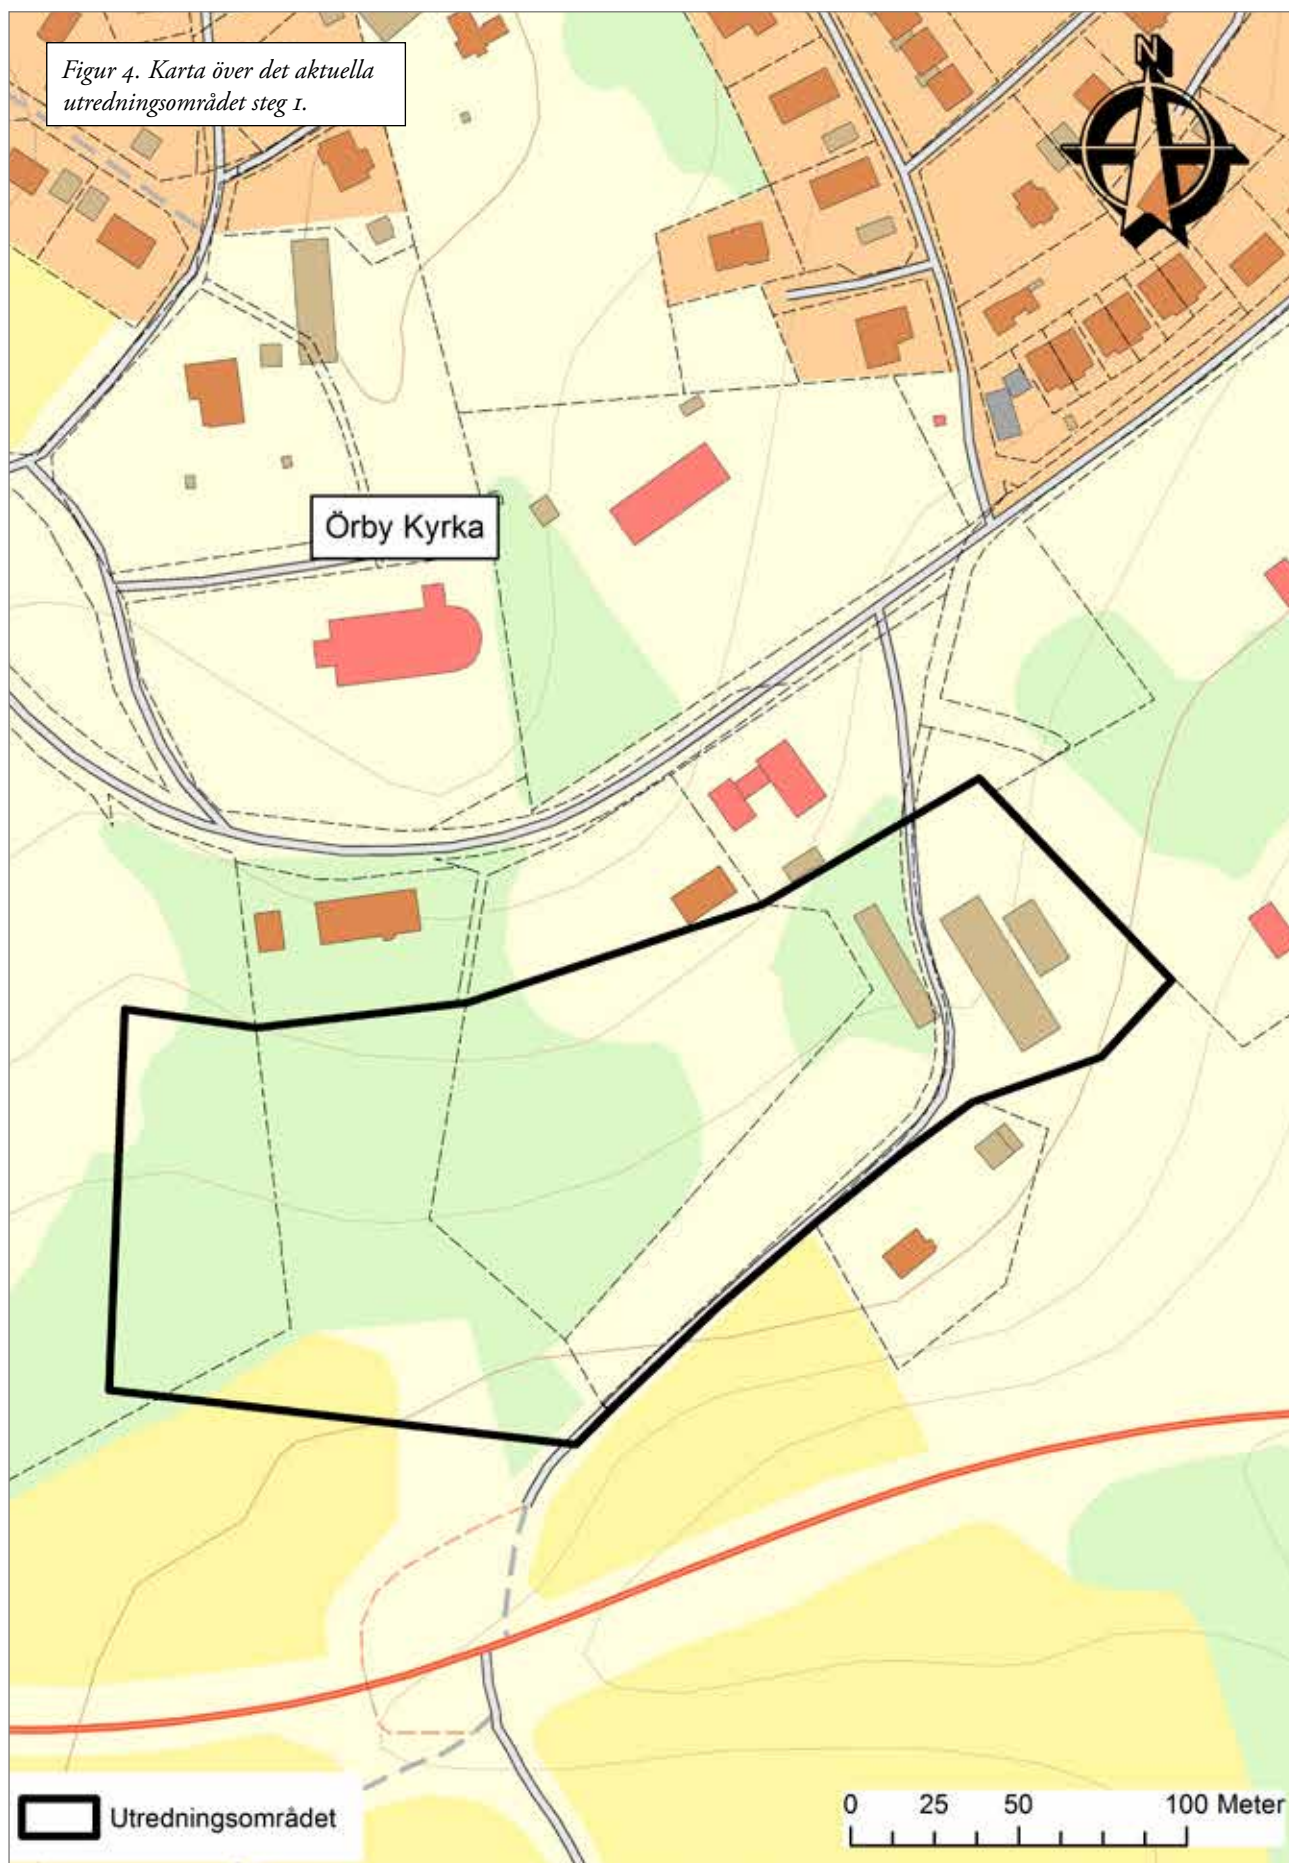 Figur 4. Karta över det aktuella
utredningsområdet steg 1.
N
Örby Kyrka
Utredningsområdet
0 25 50 100 Meter